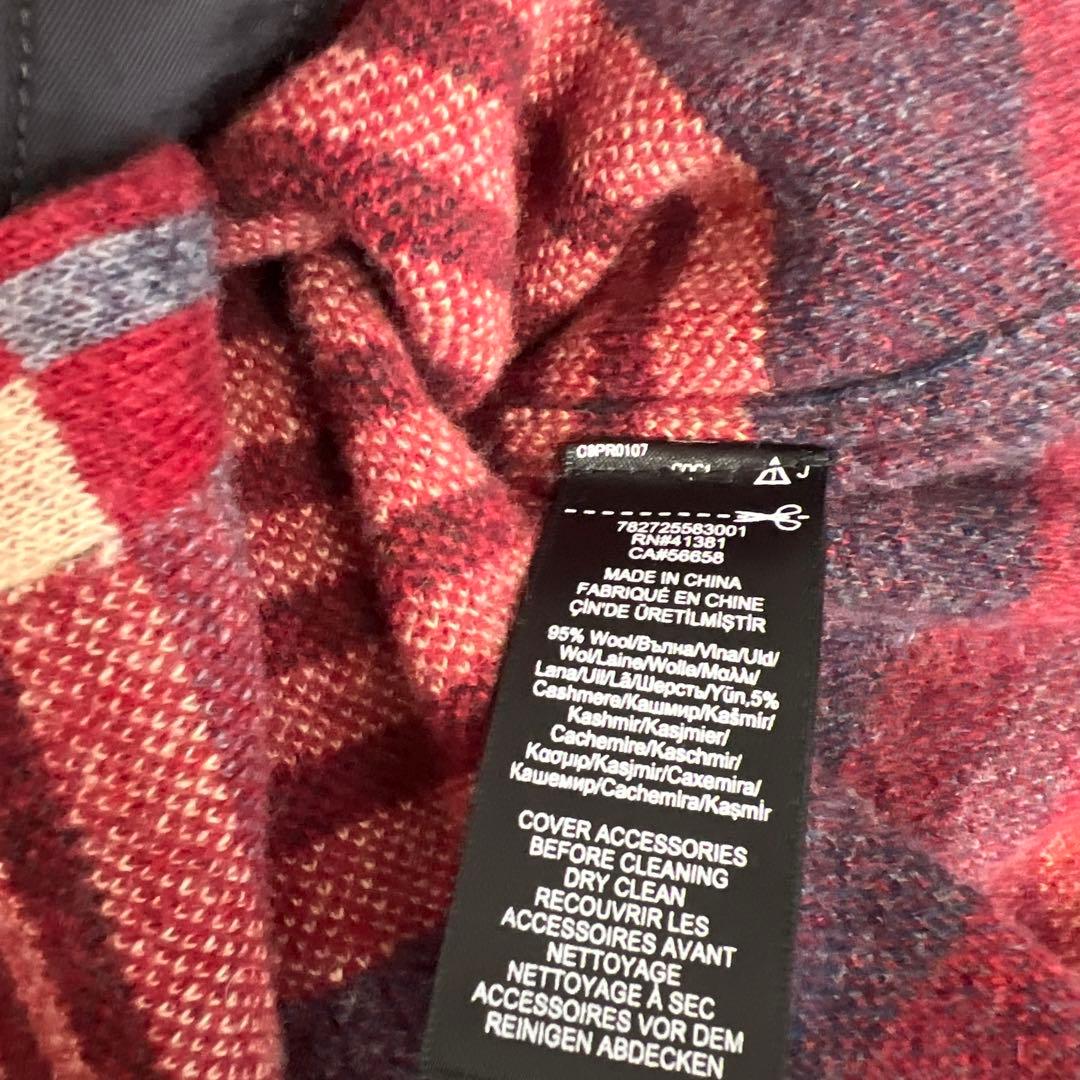 C9PR0107
J
782725583001
RN#41381
CA#56658
MADE IN CHINA
FABRIQUÉ EN CHINE
ÇİN'DE ÜRETİLMİŞTİR
95% Wool/Вълна/Vlna/Uld/
Wol/Laine/Wolle/Μαλλι/
Lana/Ull/Lã/Шерсть/Yün,5%
Cashmere/Кашмир/Kašmír/
Kashmir/Kasjmier/
Cachemire/Kaschmir/
Κασμιρ/Kasjmir/Caxemira/
Кашемир/Cachemira/Kaşmir
COVER ACCESSORIES
BEFORE CLEANING
DRY CLEAN
RECOUVRIR LES
ACCESSOIRES AVANT
NETTOYAGE
NETTOYAGE À SEC
ACCESSOIRES VOR DEM
REINIGEN ABDECKEN